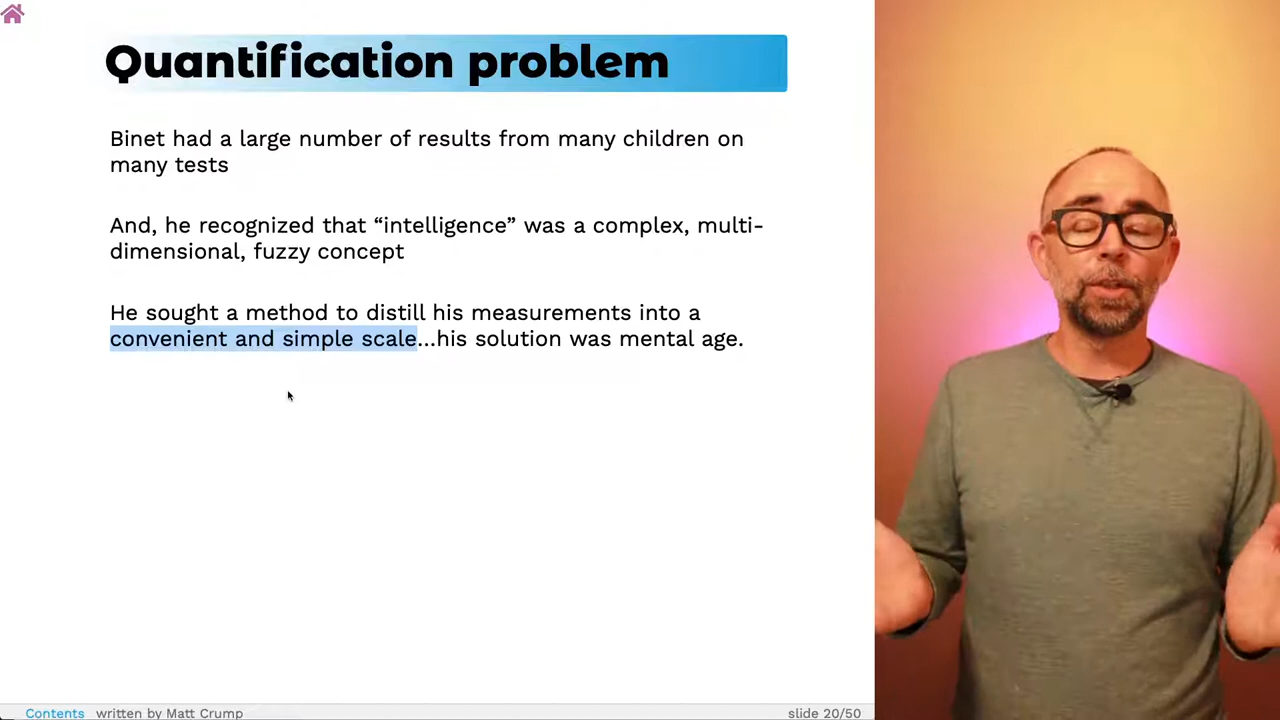 Quantification problem
Binet had a large number of results from many children on
many tests
And, he recognized that “intelligence” was a complex, multi-
dimensional, fuzzy concept
He sought a method to distill his measurements into a
convenient and simple scale…his solution was mental age.
Contents written by Matt Crump slide 20/50